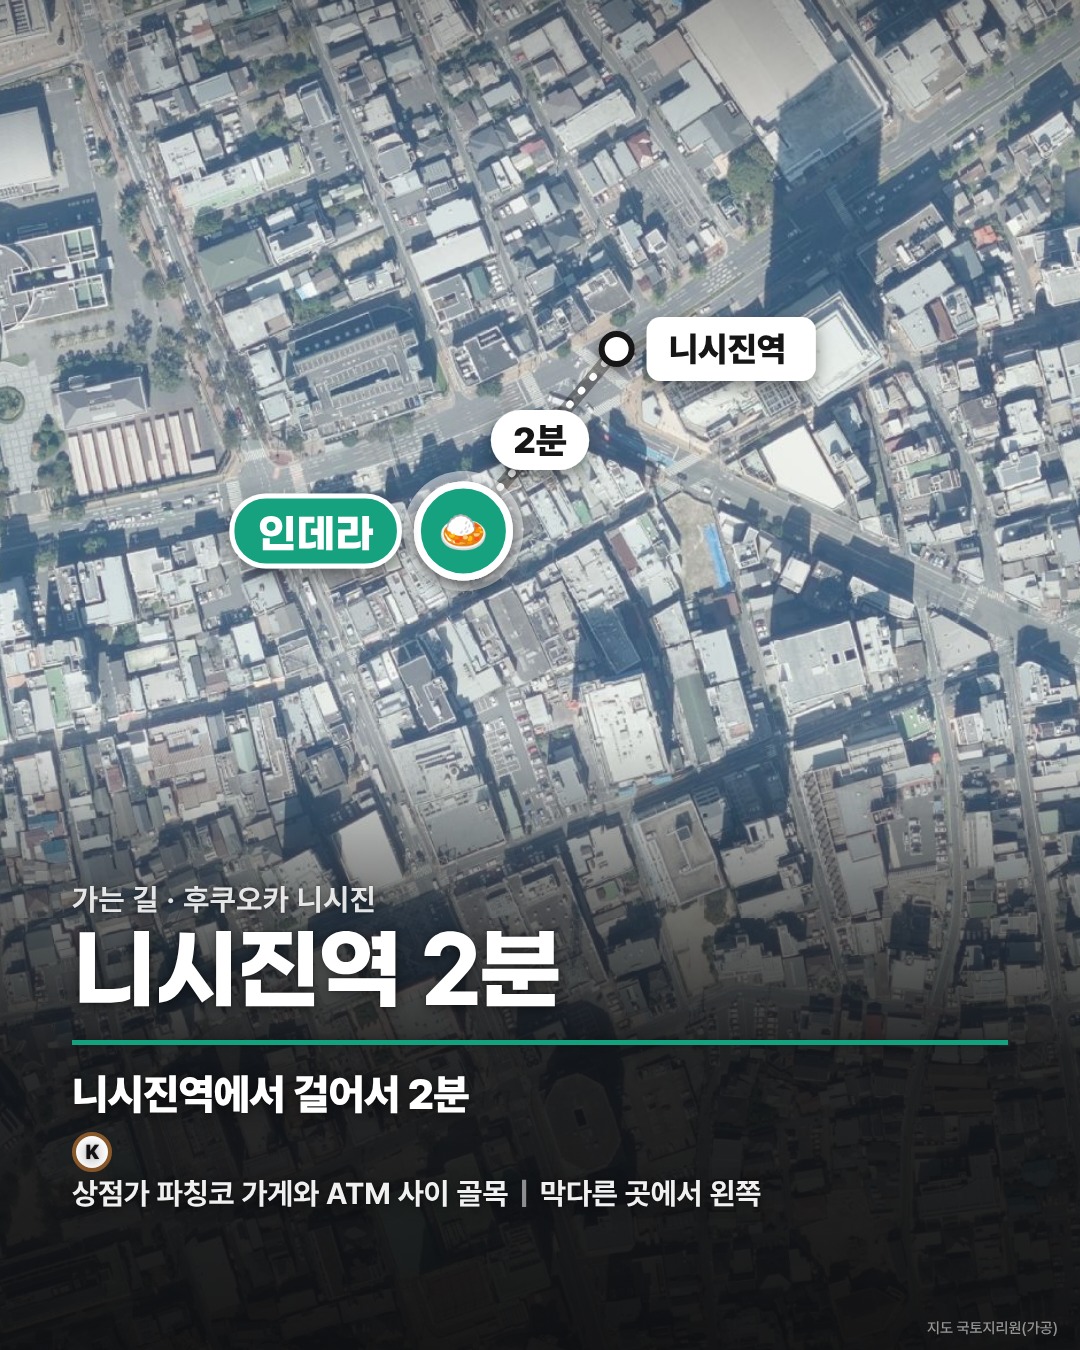 니시진역
2분
인데라
가는 길 · 후쿠오카 니시진
니시진역 2분
니시진역에서 걸어서 2분
K
상점가 파칭코 가게와 ATM 사이 골목 | 막다른 곳에서 왼쪽
지도 국토지리원(가공)